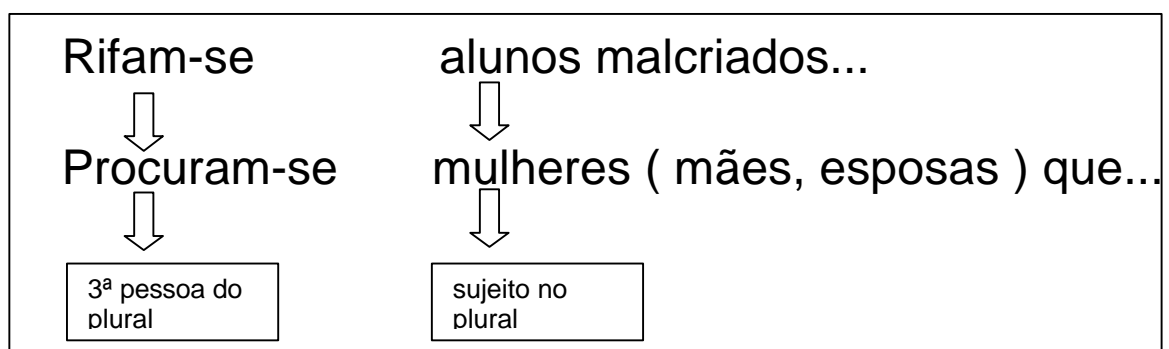 Rifam-se alunos malcriados...
Procuram-se mulheres ( mães, esposas ) que...
3ª pessoa do
plural
sujeito no
plural